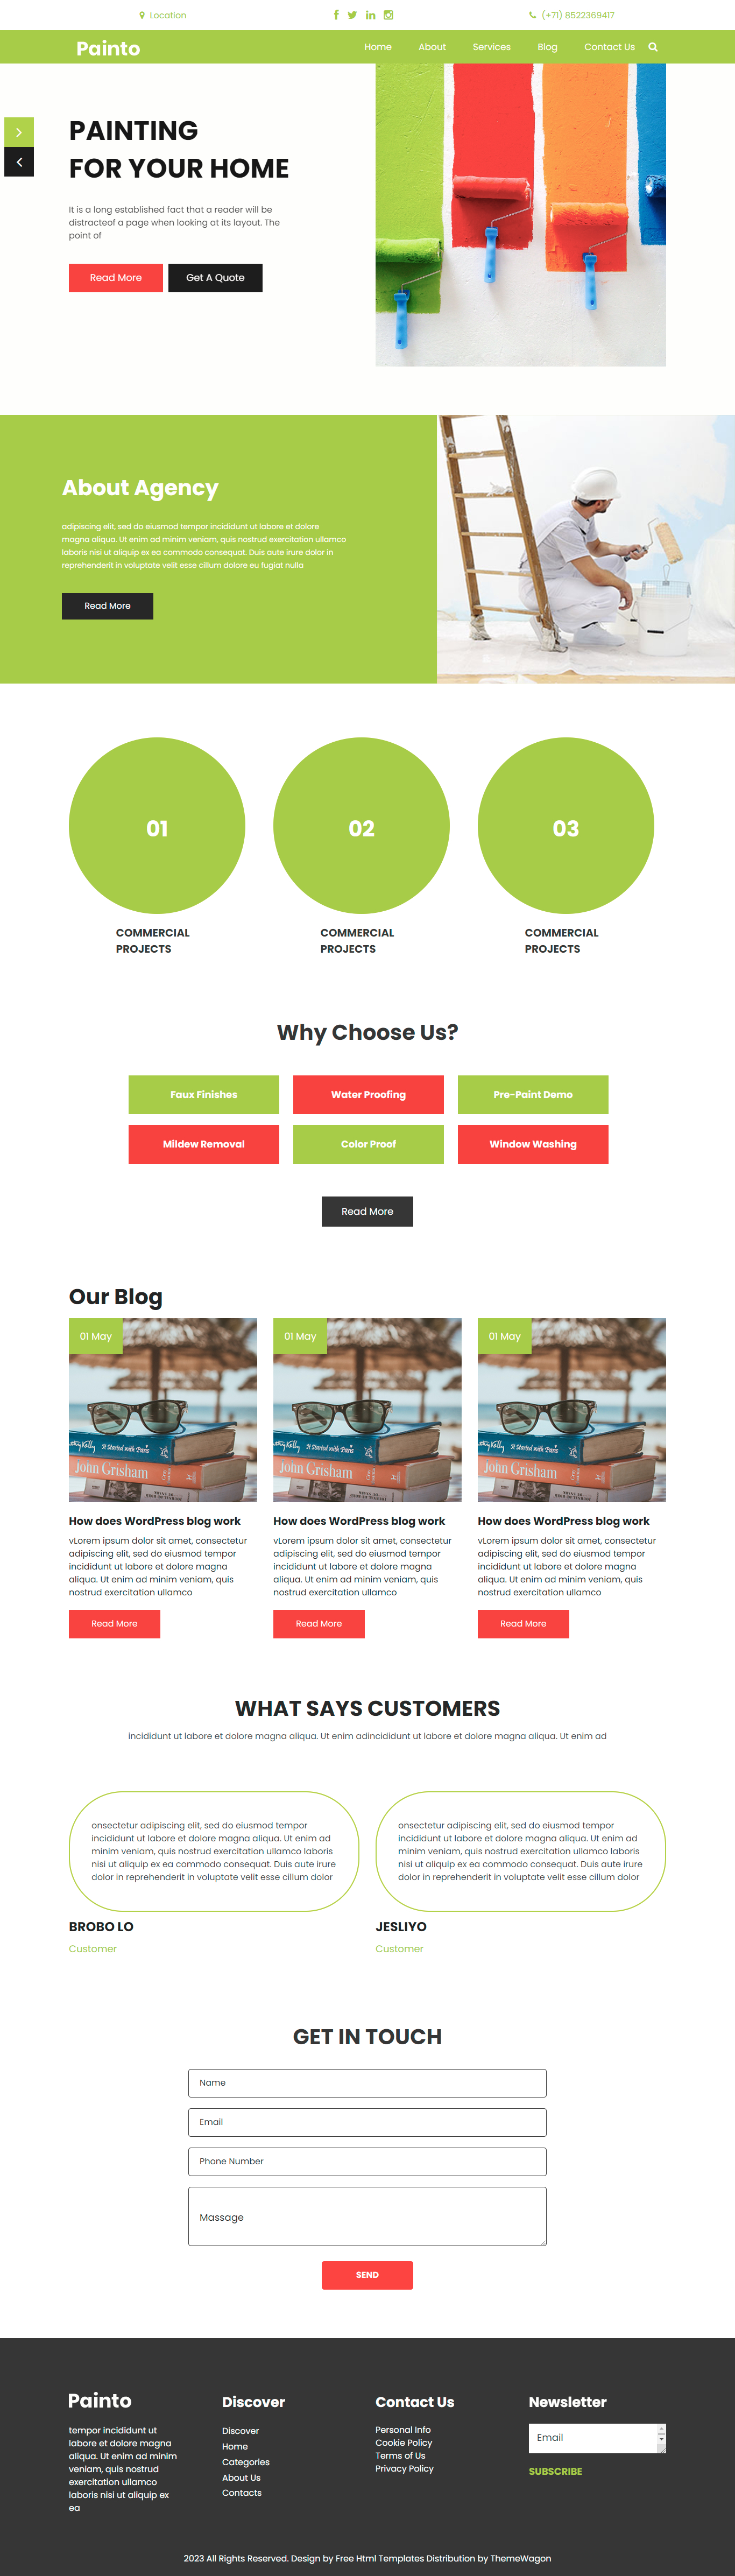 Location
(+71) 8522369417
Painto
Home
About
Services
Blog
Contact Us
PAINTING
FOR YOUR HOME
It is a long established fact that a reader will be
distracteof a page when looking at its layout. The
point of
Read More
Get A Quote
About Agency
adipiscing elit, sed do eiusmod tempor incididunt ut labore et dolore
magna aliqua. Ut enim ad minim veniam, quis nostrud exercitation ullamco
laboris nisi ut aliquip ex ea commodo consequat. Duis aute irure dolor in
reprehenderit in voluptate velit esse cillum dolore eu fugiat nulla
Read More
01
COMMERCIAL
PROJECTS
02
COMMERCIAL
PROJECTS
03
COMMERCIAL
PROJECTS
Why Choose Us?
Faux Finishes
Water Proofing
Pre-Paint Demo
Mildew Removal
Color Proof
Window Washing
Read More
Our Blog
01 May
It Started with Paris
John Grisham
How does WordPress blog work
vLorem ipsum dolor sit amet, consectetur
adipiscing elit, sed do eiusmod tempor
incididunt ut labore et dolore magna
aliqua. Ut enim ad minim veniam, quis
nostrud exercitation ullamco
Read More
01 May
It Started with Paris
John Grisham
How does WordPress blog work
vLorem ipsum dolor sit amet, consectetur
adipiscing elit, sed do eiusmod tempor
incididunt ut labore et dolore magna
aliqua. Ut enim ad minim veniam, quis
nostrud exercitation ullamco
Read More
01 May
It Started with Paris
John Grisham
How does WordPress blog work
vLorem ipsum dolor sit amet, consectetur
adipiscing elit, sed do eiusmod tempor
incididunt ut labore et dolore magna
aliqua. Ut enim ad minim veniam, quis
nostrud exercitation ullamco
Read More
WHAT SAYS CUSTOMERS
incididunt ut labore et dolore magna aliqua. Ut enim adincididunt ut labore et dolore magna aliqua. Ut enim ad
onsectetur adipiscing elit, sed do eiusmod tempor
incididunt ut labore et dolore magna aliqua. Ut enim ad
minim veniam, quis nostrud exercitation ullamco laboris
nisi ut aliquip ex ea commodo consequat. Duis aute irure
dolor in reprehenderit in voluptate velit esse cillum dolor
BROBO LO
Customer
onsectetur adipiscing elit, sed do eiusmod tempor
incididunt ut labore et dolore magna aliqua. Ut enim ad
minim veniam, quis nostrud exercitation ullamco laboris
nisi ut aliquip ex ea commodo consequat. Duis aute irure
dolor in reprehenderit in voluptate velit esse cillum dolor
JESLIYO
Customer
GET IN TOUCH
Name
Email
Phone Number
Massage
SEND
Painto
tempor incididunt ut
labore et dolore magna
aliqua. Ut enim ad minim
veniam, quis nostrud
exercitation ullamco
laboris nisi ut aliquip ex
ea
Discover
Discover
Home
Categories
About Us
Contacts
Contact Us
Personal Info
Cookie Policy
Terms of Us
Privacy Policy
Newsletter
Email
SUBSCRIBE
2023 All Rights Reserved. Design by Free Html Templates Distribution by ThemeWagon